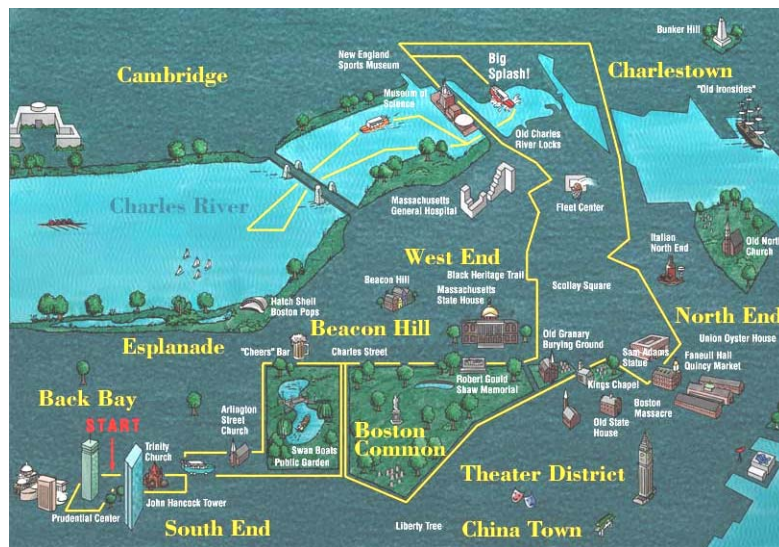 Bunker Hill
New England
Sports Museum
Big
Splash!
Charlestown
Cambridge
Museum of
Science
"Old Ironsides"
Old Charles
River Locks
Charles River
Massachusetts
General Hospital
Fleet Center
West End
Italian
North End
Old North
Church
Black Heritage Trail
Beacon Hill
Massachusetts
State House
Scollay Square
Hatch Shell
Boston Pops
Beacon Hill
North End
Esplanade
"Cheers" Bar
Charles Street
Old Granary
Burying Ground
Sam Adams
Statue
Union Oyster House
Faneuil Hall
Quincy Market
Robert Gould
Shaw Memorial
Kings Chapel
Back Bay
START
Arlington
Street
Church
Boston
Massacre
Old State
House
Boston
Common
Trinity
Church
Swan Boats
Public Garden
Theater District
John Hancock Tower
Prudential Center
South End
Liberty Tree
China Town